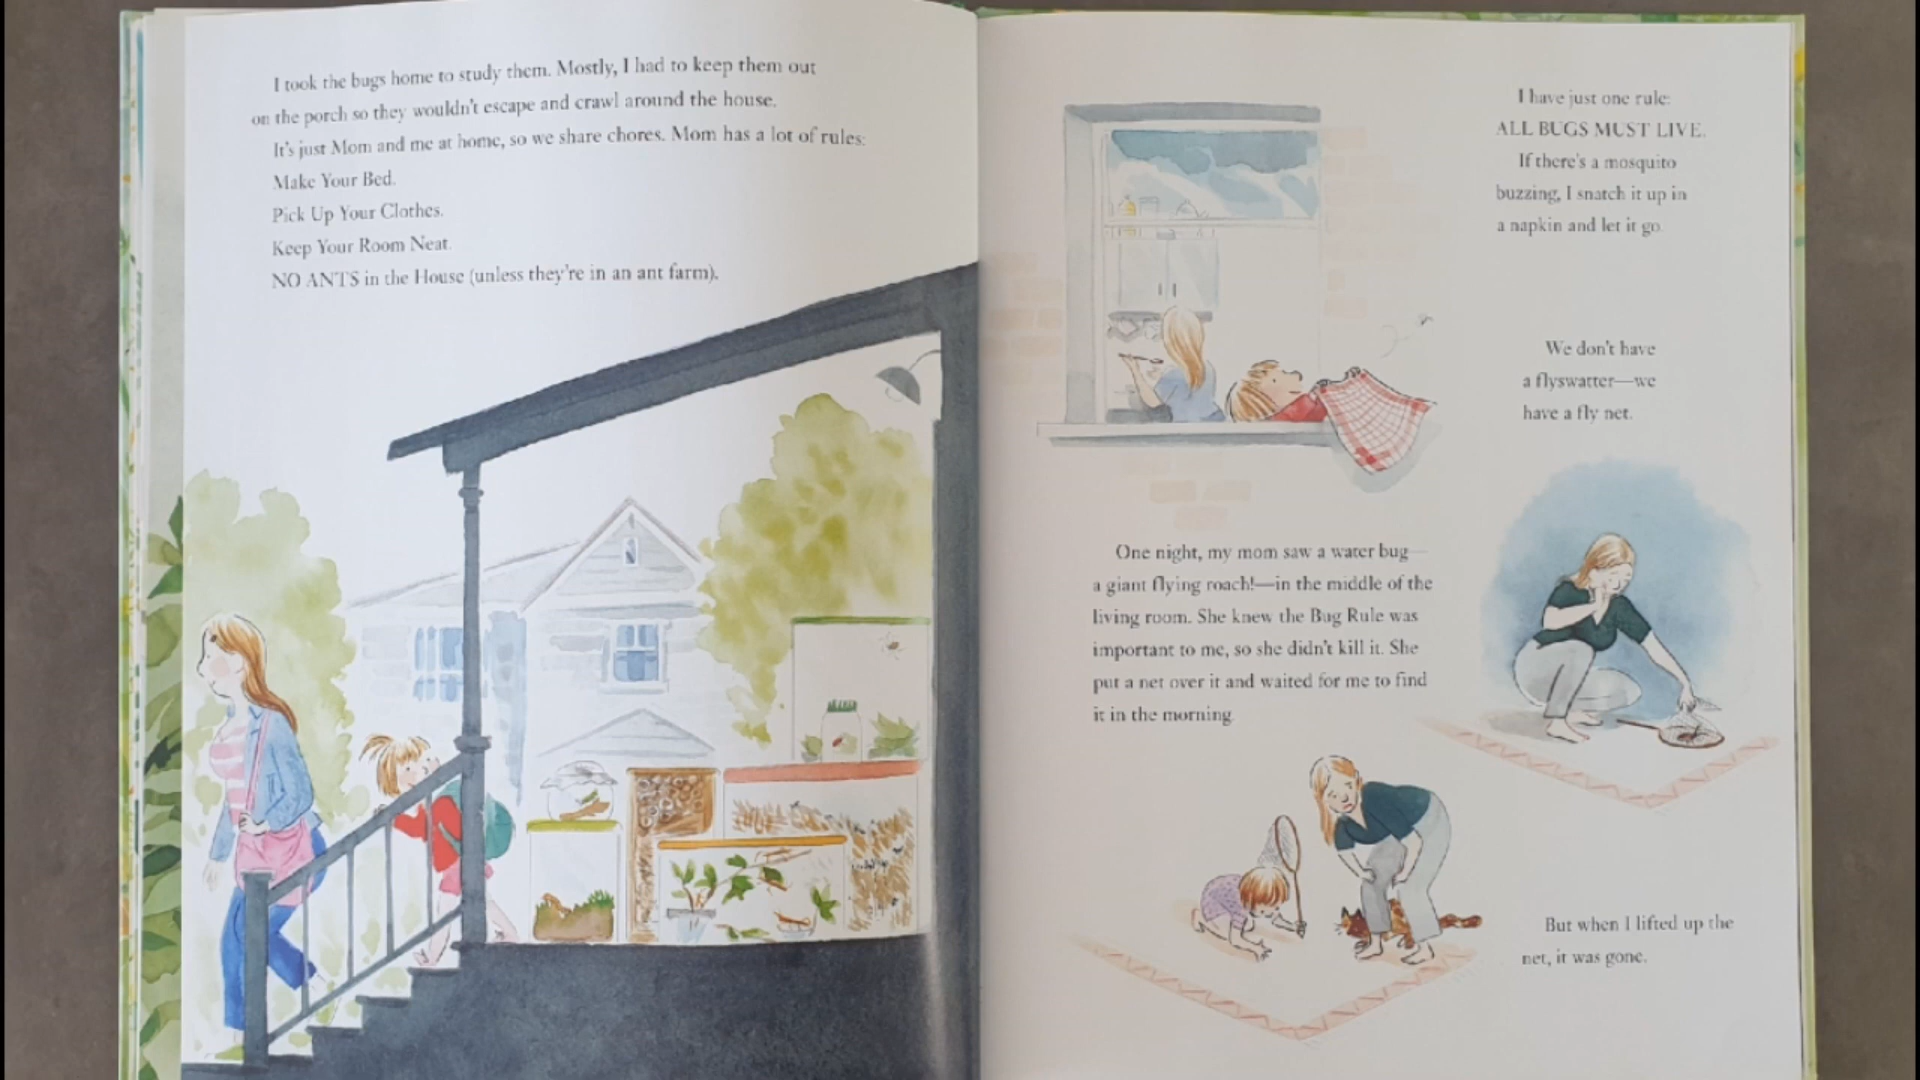 I took the bugs home to study them. Mostly, I had to keep them out
on the porch so they wouldn't escape and crawl around the house.
It's just Mom and me at home, so we share chores. Mom has a lot of rules:
Make Your Bed.
Pick Up Your Clothes.
Keep Your Room Neat.
NO ANTS in the House (unless they're in an ant farm).
I have just one rule:
ALL BUGS MUST LIVE.
If there's a mosquito
buzzing, I snatch it up in
a napkin and let it go.
We don't have
a flyswatter—we
have a fly net.
One night, my mom saw a water bug—
a giant flying roach!—in the middle of the
living room. She knew the Bug Rule was
important to me, so she didn't kill it. She
put a net over it and waited for me to find
it in the morning.
But when I lifted up the
net, it was gone.